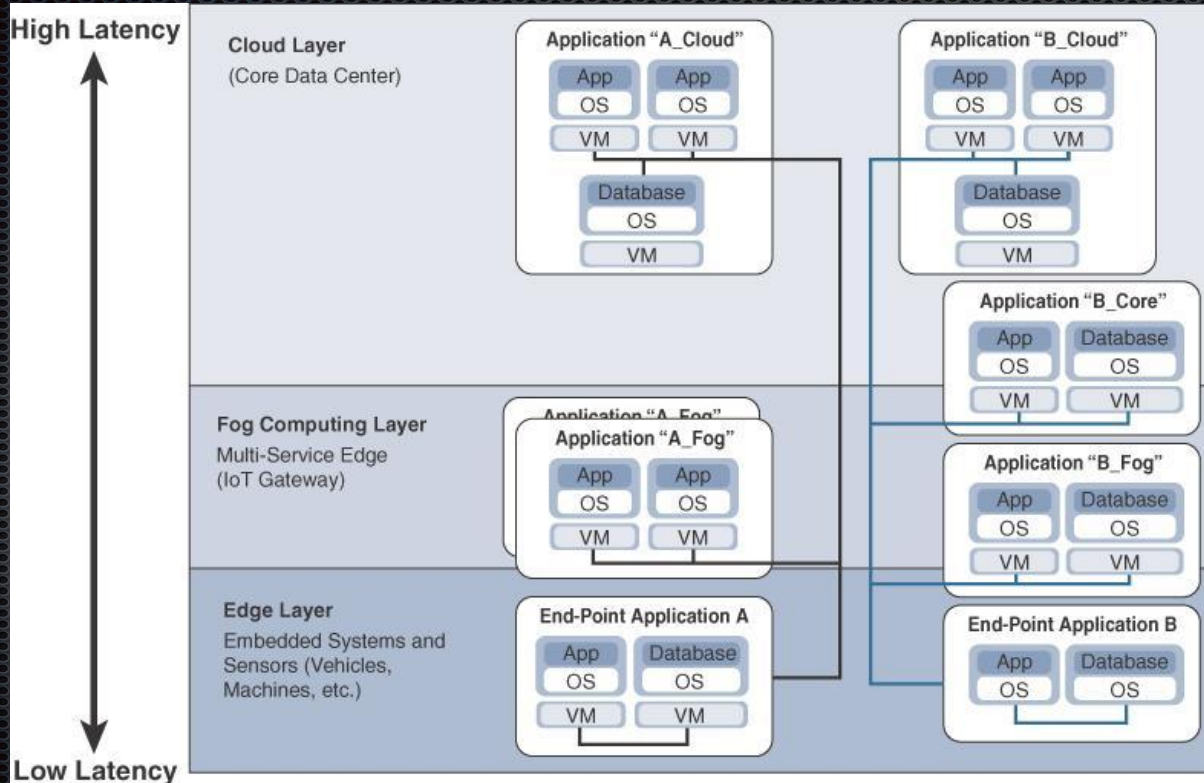 High Latency
Low Latency
Cloud Layer
(Core Data Center)
Application “A_Cloud”
App App
OS OS
VM VM
Database
OS
VM
Application “B_Cloud”
App App
OS OS
VM VM
Database
OS
VM
Application “B_Core”
App Database
OS OS
VM VM
Fog Computing Layer
Multi-Service Edge
(IoT Gateway)
Application “A_Fog”
Application “A_Fog”
App App
OS OS
VM VM
Application “B_Fog”
App Database
OS OS
VM VM
Edge Layer
Embedded Systems and
Sensors (Vehicles,
Machines, etc.)
End-Point Application A
App Database
OS OS
VM VM
End-Point Application B
App Database
OS OS